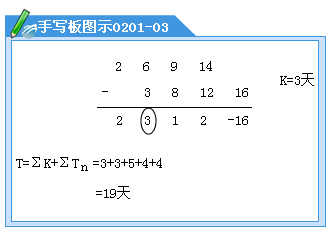 手写板图示0201-03
2 6 9 14
- 3 8 12 16
K=3天
2 3 1 2 -16
T=ΣK+ΣTn=3+3+5+4+4
=19天